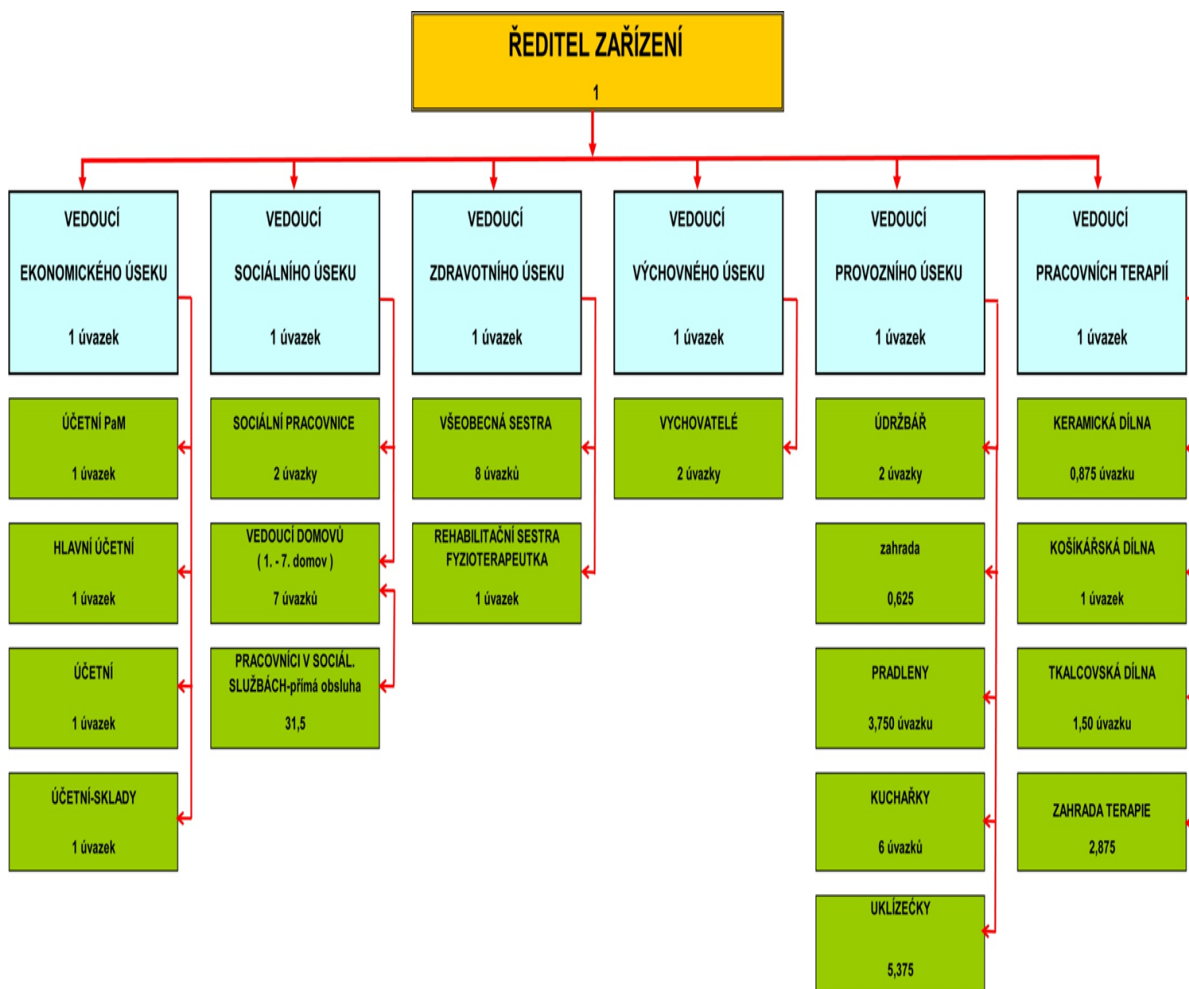 ŘEDITEL ZAŘÍZENÍ
1
VEDOUCÍ
EKONOMICKÉHO ÚSEKU
1 úvazek
VEDOUCÍ
SOCIÁLNÍHO ÚSEKU
1 úvazek
VEDOUCÍ
ZDRAVOTNÍHO ÚSEKU
1 úvazek
VEDOUCÍ
VÝCHOVNÉHO ÚSEKU
1 úvazek
VEDOUCÍ
PROVOZNÍHO ÚSEKU
1 úvazek
VEDOUCÍ
PRACOVNÍCH TERAPIÍ
1 úvazek
ÚČETNÍ PaM
1 úvazek
HLAVNÍ ÚČETNÍ
1 úvazek
ÚČETNÍ
1 úvazek
ÚČETNÍ-SKLADY
1 úvazek
SOCIÁLNÍ PRACOVNICE
2 úvazky
VEDOUCÍ DOMOVŮ
( 1. - 7. domov )
7 úvazků
PRACOVNÍCI V SOCIÁL.
SLUŽBÁCH-přímá obsluha
31,5
VŠEOBECNÁ SESTRA
8 úvazků
REHABILITAČNÍ SESTRA
FYZIOTERAPEUTKA
1 úvazek
VYCHOVATELÉ
2 úvazky
ÚDRŽBÁŘ
2 úvazky
zahrada
0,625
PRADLENY
3,750 úvazku
KUCHAŘKY
6 úvazků
UKLÍZEĆKY
5,375
KERAMICKÁ DÍLNA
0,875 úvazku
KOŠÍKÁŘSKÁ DÍLNA
1 úvazek
TKALCOVSKÁ DÍLNA
1,50 úvazku
ZAHRADA TERAPIE
2,875